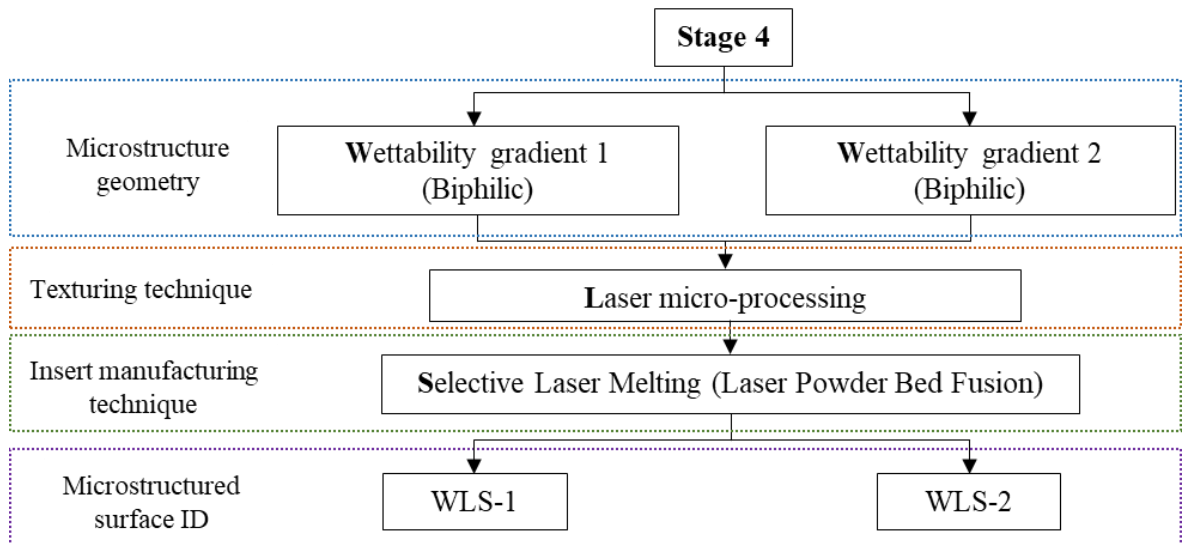 Stage 4
Microstructure
geometry
Wettability gradient 1
(Biphilic)
Wettability gradient 2
(Biphilic)
Texturing technique
Laser micro-processing
Insert manufacturing
technique
Selective Laser Melting (Laser Powder Bed Fusion)
Microstructured
surface ID
WLS-1
WLS-2